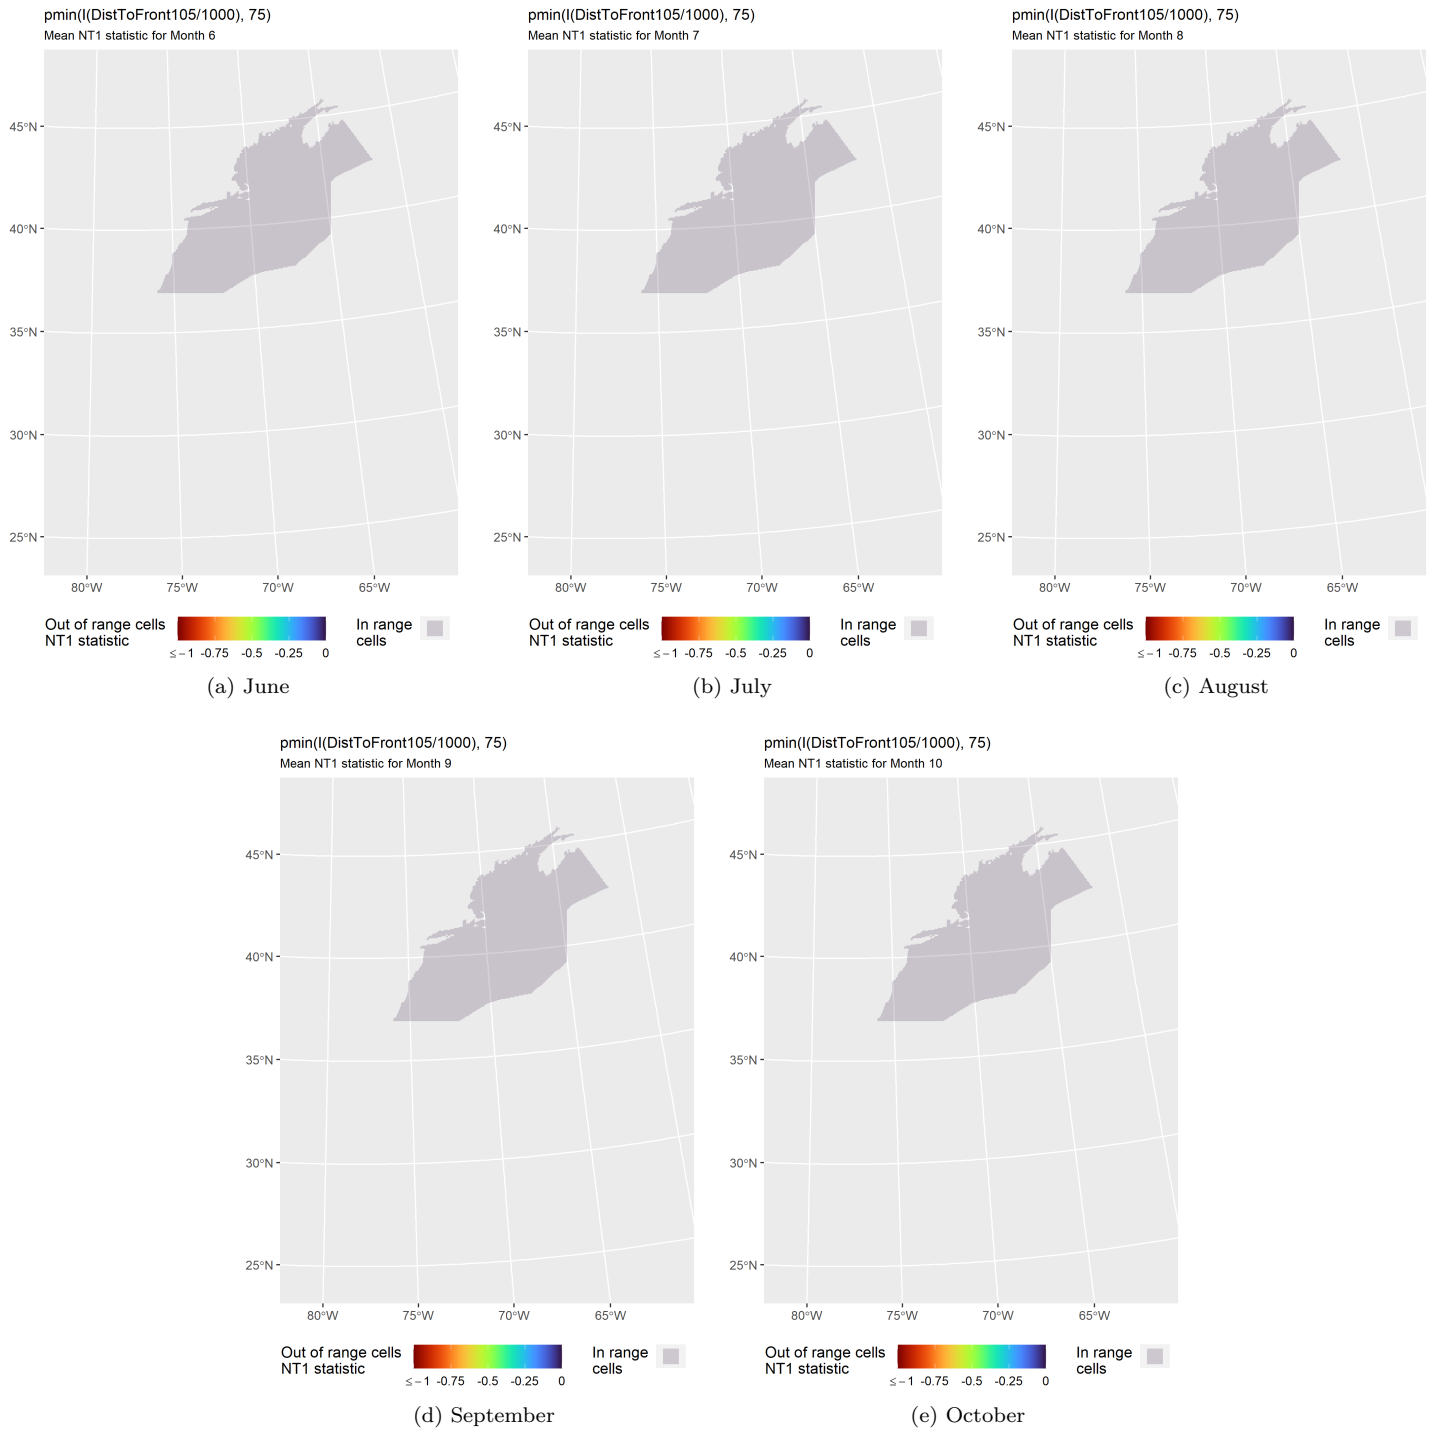 pmin(I(DistToFront105/1000), 75)
Mean NT1 statistic for Month 6
45°N
40°N
35°N
30°N
25°N
80°W 75°W 70°W 65°W
Out of range cells
NT1 statistic
≤ − 1 -0.75 -0.5 -0.25 0
In range
cells
(a) June
pmin(I(DistToFront105/1000), 75)
Mean NT1 statistic for Month 7
45°N
40°N
35°N
30°N
25°N
80°W 75°W 70°W 65°W
Out of range cells
NT1 statistic
≤ − 1 -0.75 -0.5 -0.25 0
In range
cells
(b) July
pmin(I(DistToFront105/1000), 75)
Mean NT1 statistic for Month 8
45°N
40°N
35°N
30°N
25°N
80°W 75°W 70°W 65°W
Out of range cells
NT1 statistic
≤ − 1 -0.75 -0.5 -0.25 0
In range
cells
(c) August
pmin(I(DistToFront105/1000), 75)
Mean NT1 statistic for Month 9
45°N
40°N
35°N
30°N
25°N
80°W 75°W 70°W 65°W
Out of range cells
NT1 statistic
≤ − 1 -0.75 -0.5 -0.25 0
In range
cells
(d) September
pmin(I(DistToFront105/1000), 75)
Mean NT1 statistic for Month 10
45°N
40°N
35°N
30°N
25°N
80°W 75°W 70°W 65°W
Out of range cells
NT1 statistic
≤ − 1 -0.75 -0.5 -0.25 0
In range
cells
(e) October